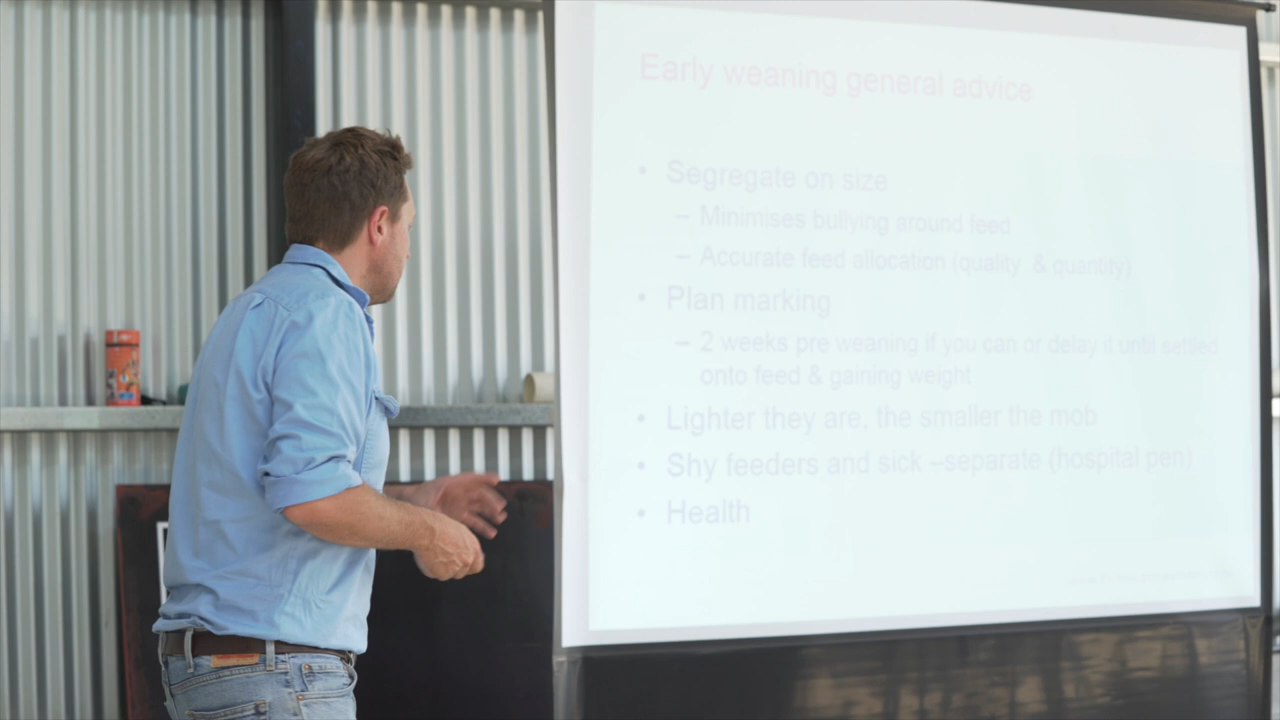 Early weaning general advice
• Segregate on size
– Minimises bullying around feed
– Accurate feed allocation (quality & quantity)
• Plan marking
– 2 weeks pre weaning if you can or delay it until settled
onto feed & gaining weight
• Lighter they are, the smaller the mob
• Shy feeders and sick –separate (hospital pen)
• Health